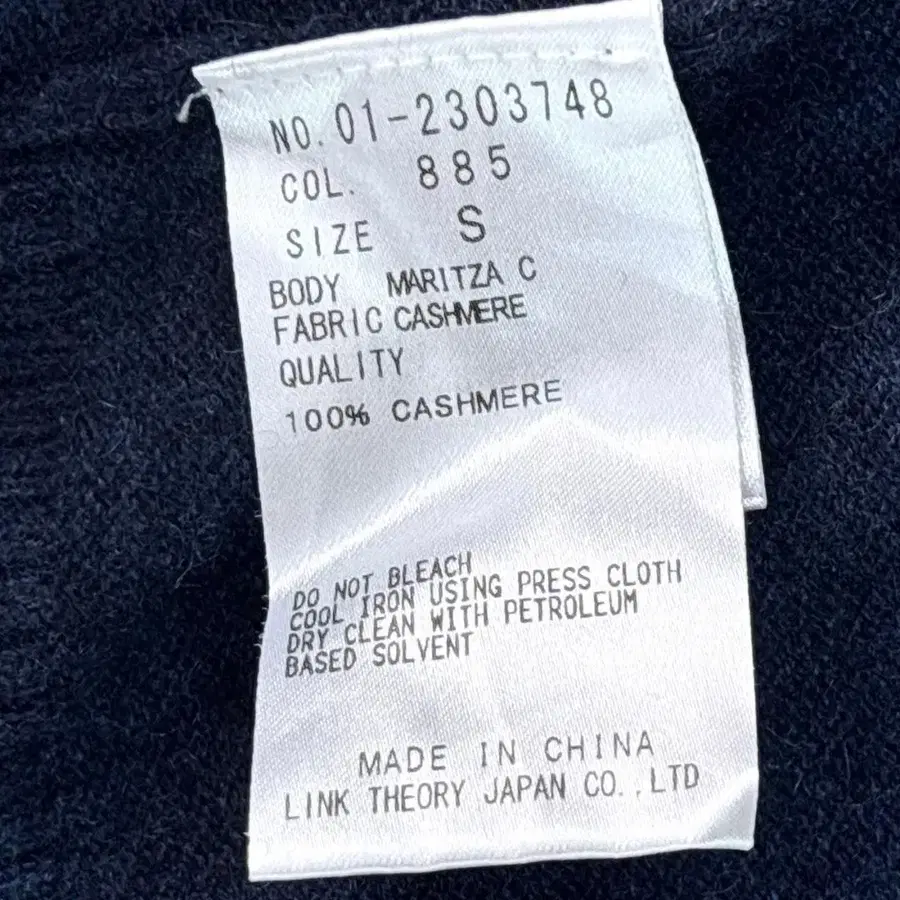 NO. 01-2303748
COL. 885
SIZE S
BODY MARITZA C
FABRIC CASHMERE
QUALITY
100% CASHMERE
DO NOT BLEACH
COOL IRON USING PRESS CLOTH
DRY CLEAN WITH PETROLEUM
BASED SOLVENT
MADE IN CHINA
LINK THEORY JAPAN CO.,LTD